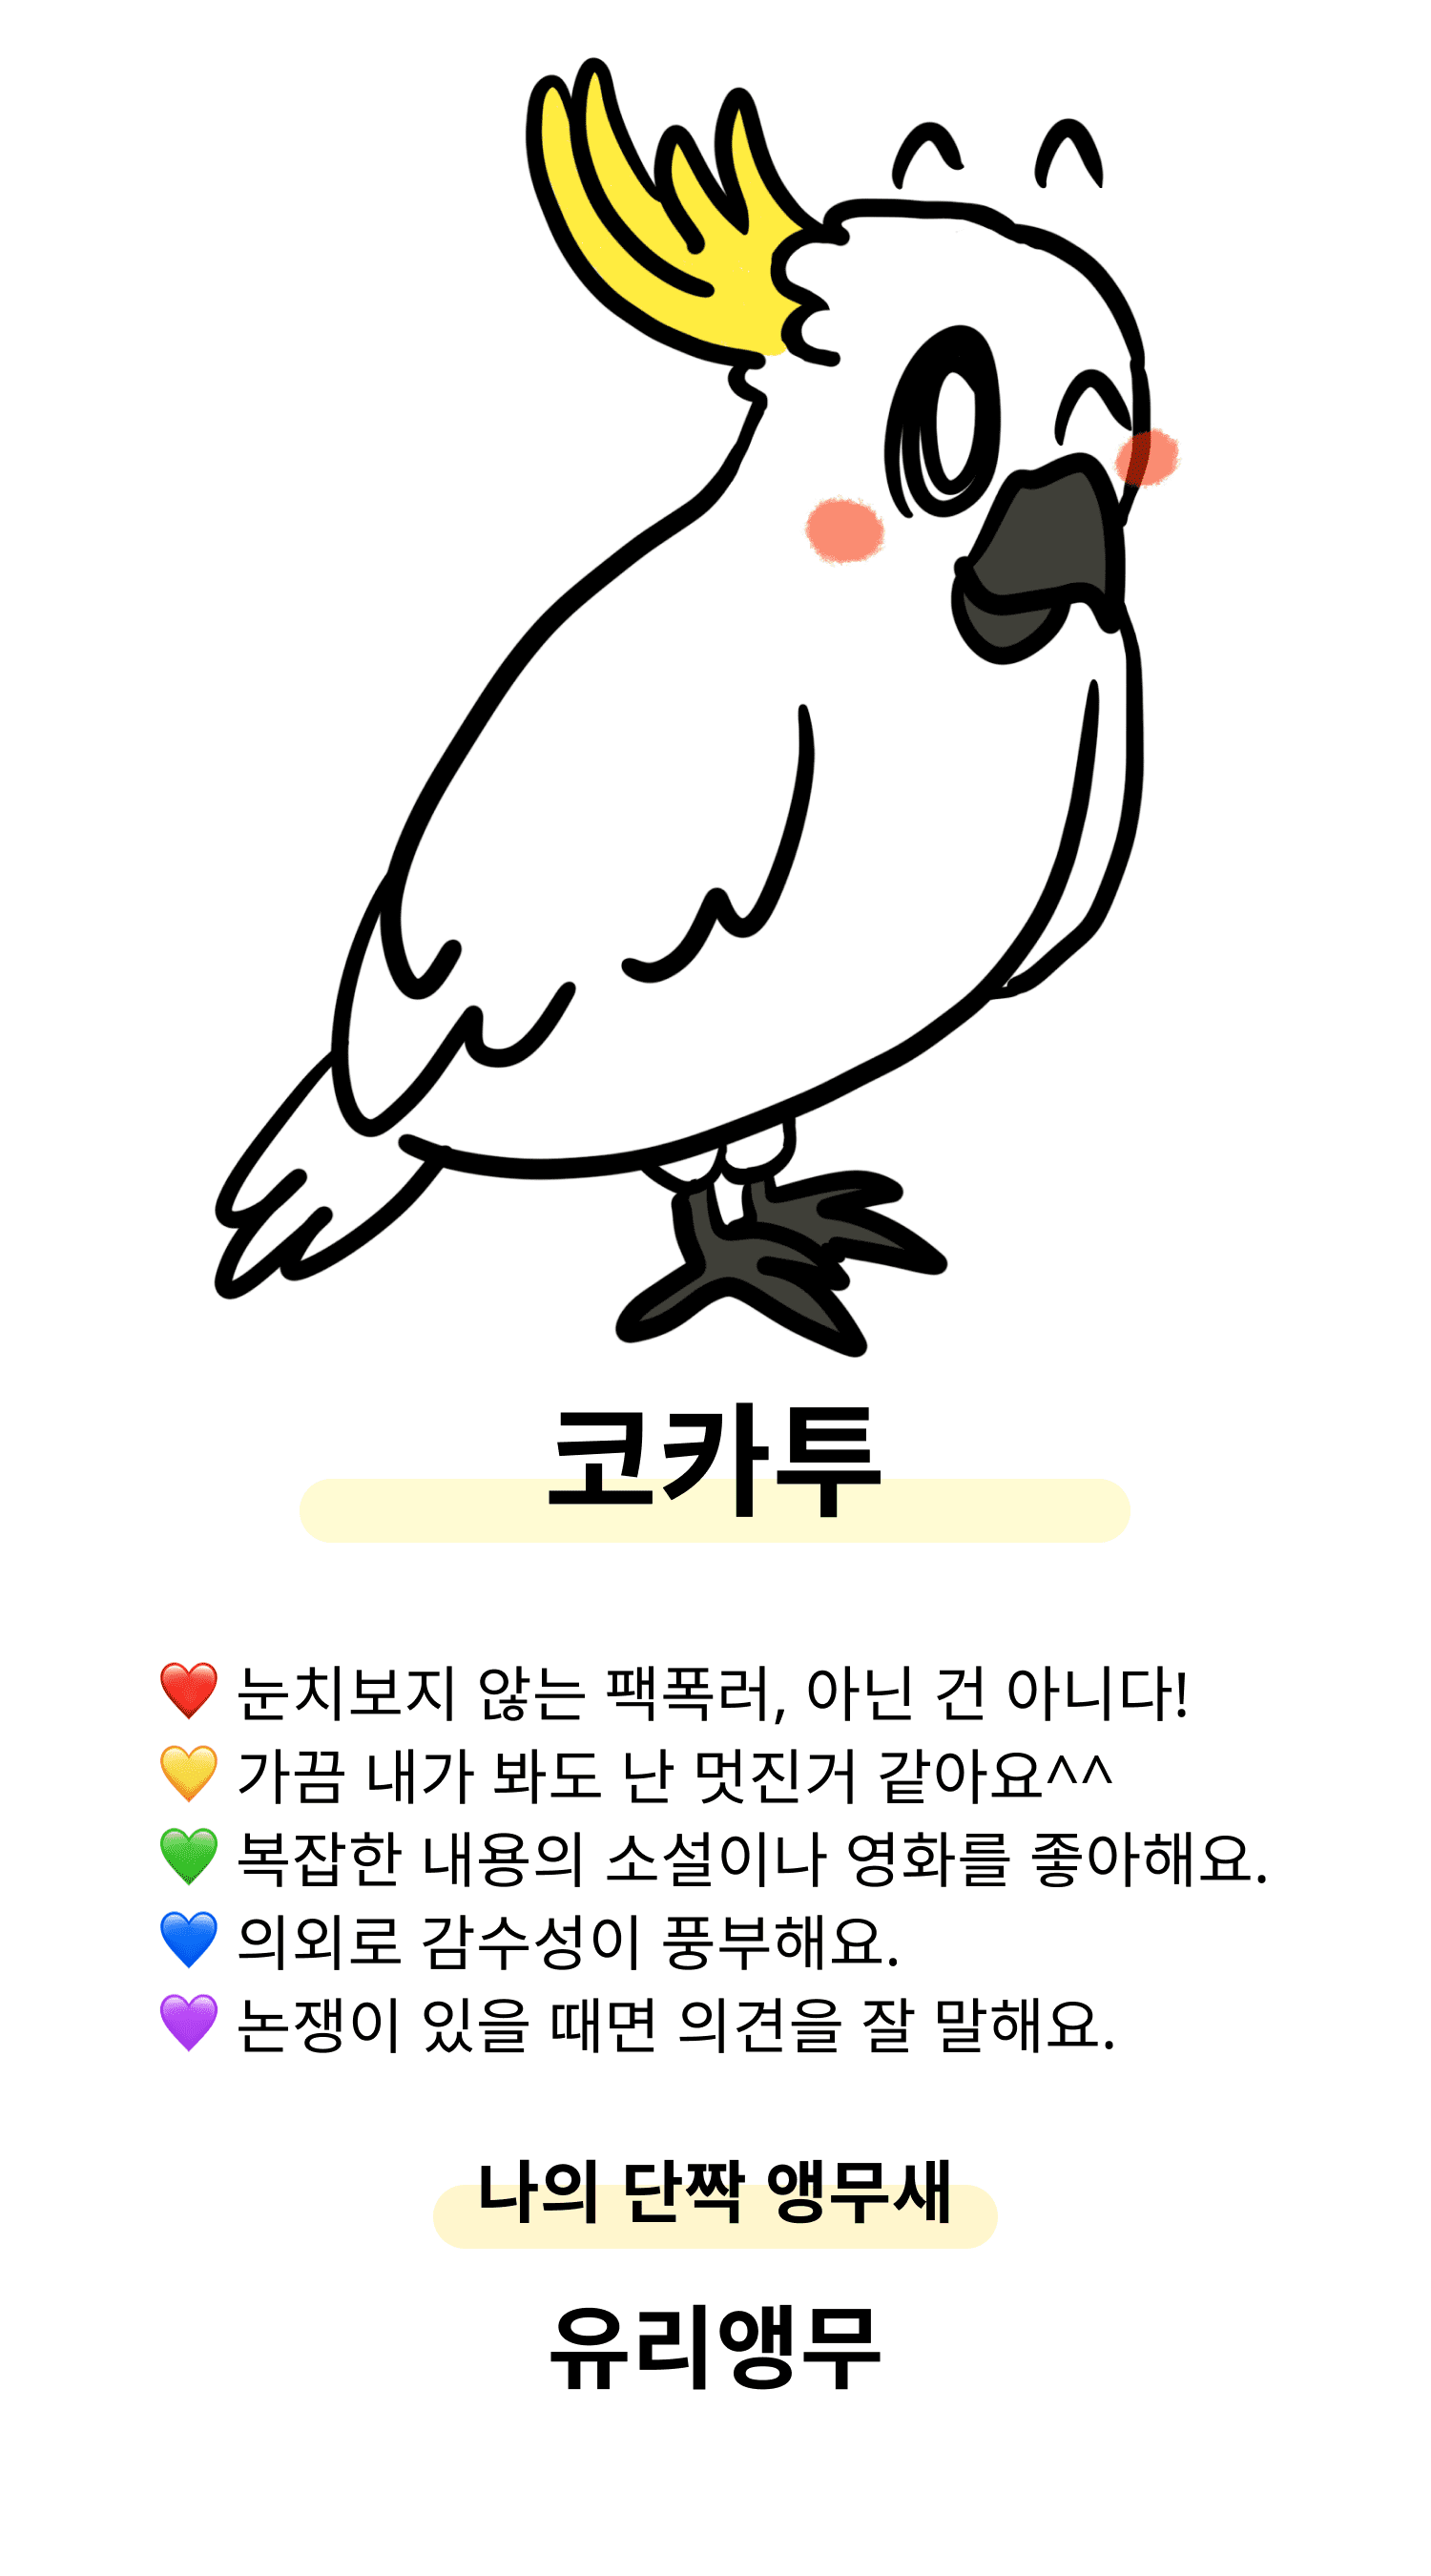 코카투
❤️ 눈치보지 않는 팩폭러, 아닌 건 아니다!
💛 가끔 내가 봐도 난 멋진거 같아요^^
💚 복잡한 내용의 소설이나 영화를 좋아해요.
💙 의외로 감수성이 풍부해요.
💜 논쟁이 있을 때면 의견을 잘 말해요.
나의 단짝 앵무새
유리앵무